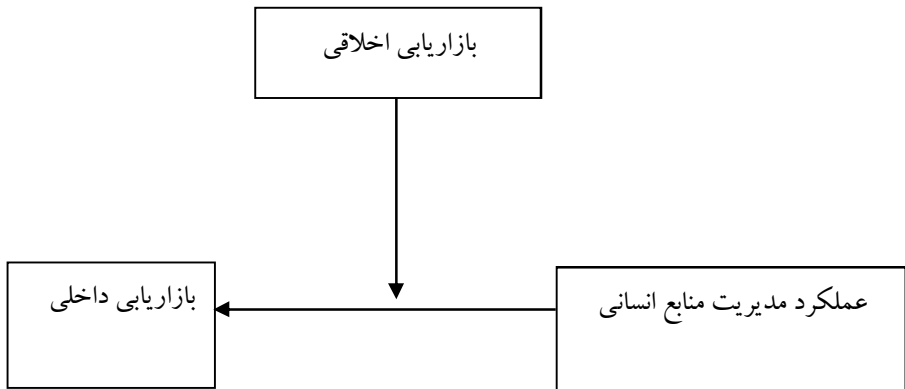 بازاریابی اخلاقی
عملکرد مدیریت منابع انسانی
بازاریابی داخلی